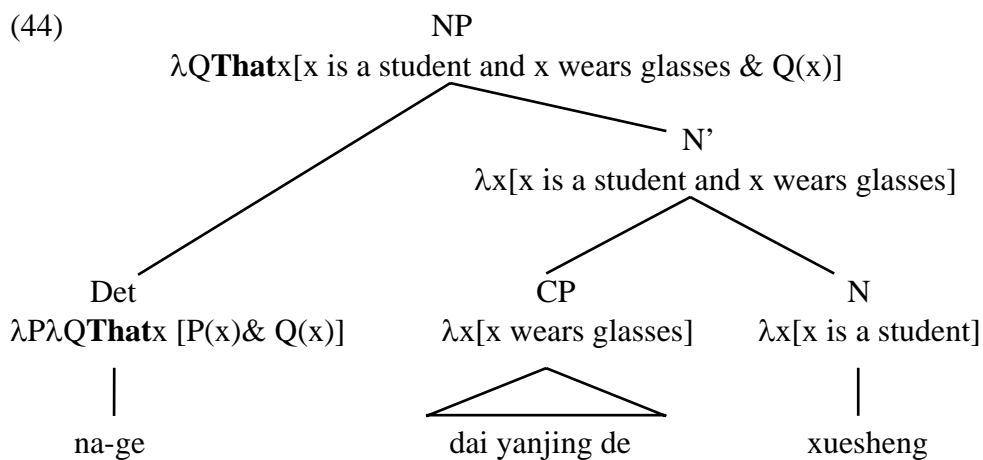 (44) NP
λQThatx[x is a student and x wears glasses & Q(x)]
N’
λx[x is a student and x wears glasses]
Det CP N
λPλQThatx [P(x)& Q(x)] λx[x wears glasses] λx[x is a student]
na-ge dai yanjing de xuesheng